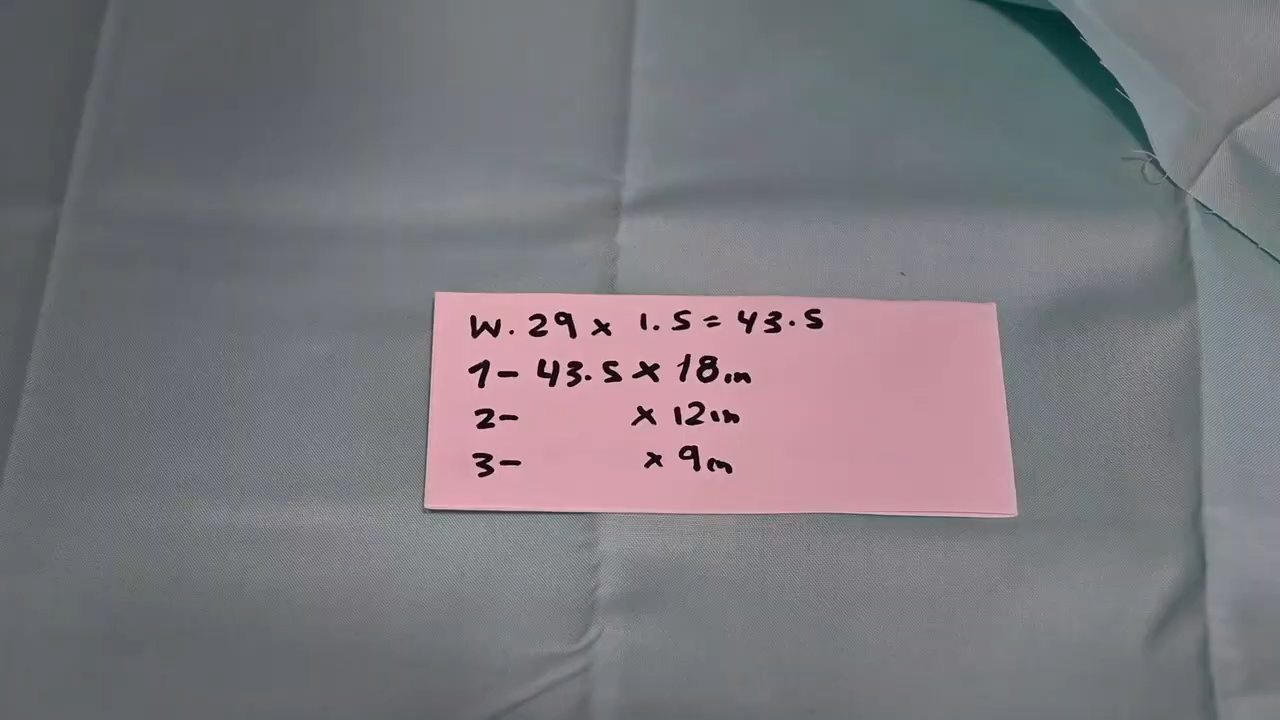 W. 29 x 1.5 = 43.5
1- 43.5 x 18in
2- x 12in
3- x 9in